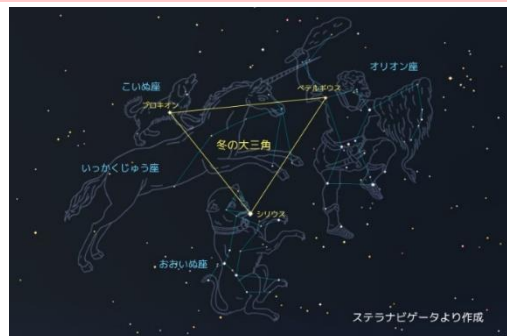 オリオン座
こいぬ座
ベテルギウス
プロキオン
冬の大三角
いっかくじゅう座
シリウス
おおいぬ座
ステラナビゲータより作成